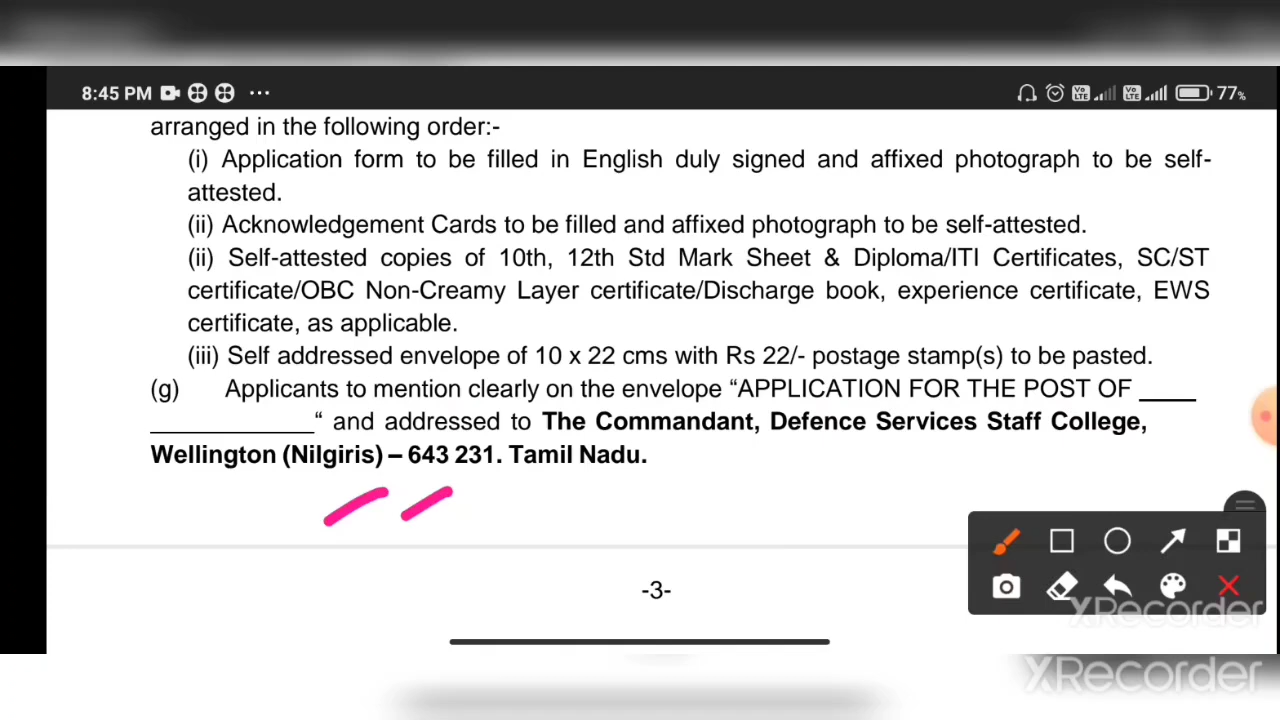 8:45 PM ... 77%
arranged in the following order:-
(i) Application form to be filled in English duly signed and affixed photograph to be self-
attested.
(ii) Acknowledgement Cards to be filled and affixed photograph to be self-attested.
(ii) Self-attested copies of 10th, 12th Std Mark Sheet & Diploma/ITI Certificates, SC/ST
certificate/OBC Non-Creamy Layer certificate/Discharge book, experience certificate, EWS
certificate, as applicable.
(iii) Self addressed envelope of 10 x 22 cms with Rs 22/- postage stamp(s) to be pasted.
(g) Applicants to mention clearly on the envelope “APPLICATION FOR THE POST OF ____
____________“ and addressed to The Commandant, Defence Services Staff College,
Wellington (Nilgiris) – 643 231. Tamil Nadu.
-3-
XRecorder
XRecorder